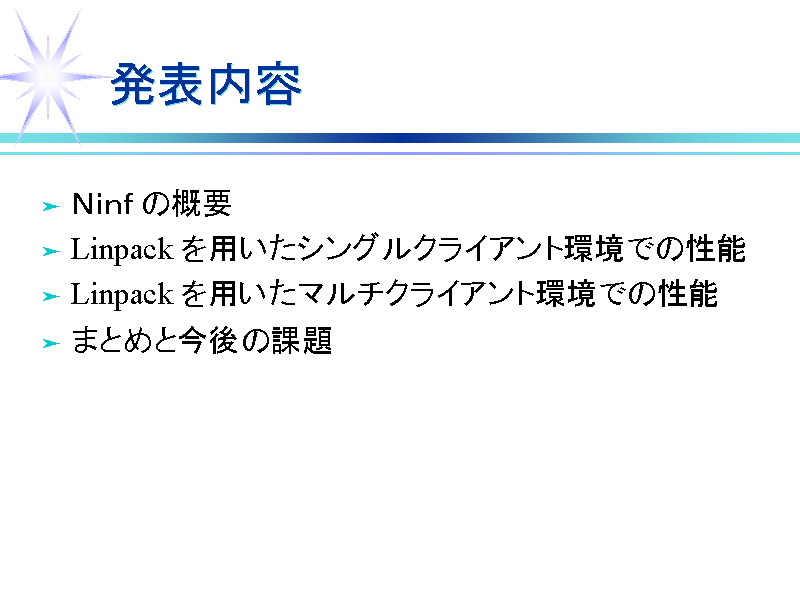 発表内容
Ninf の概要
Linpack を用いたシングルクライアント環境での性能
Linpack を用いたマルチクライアント環境での性能
まとめと今後の課題